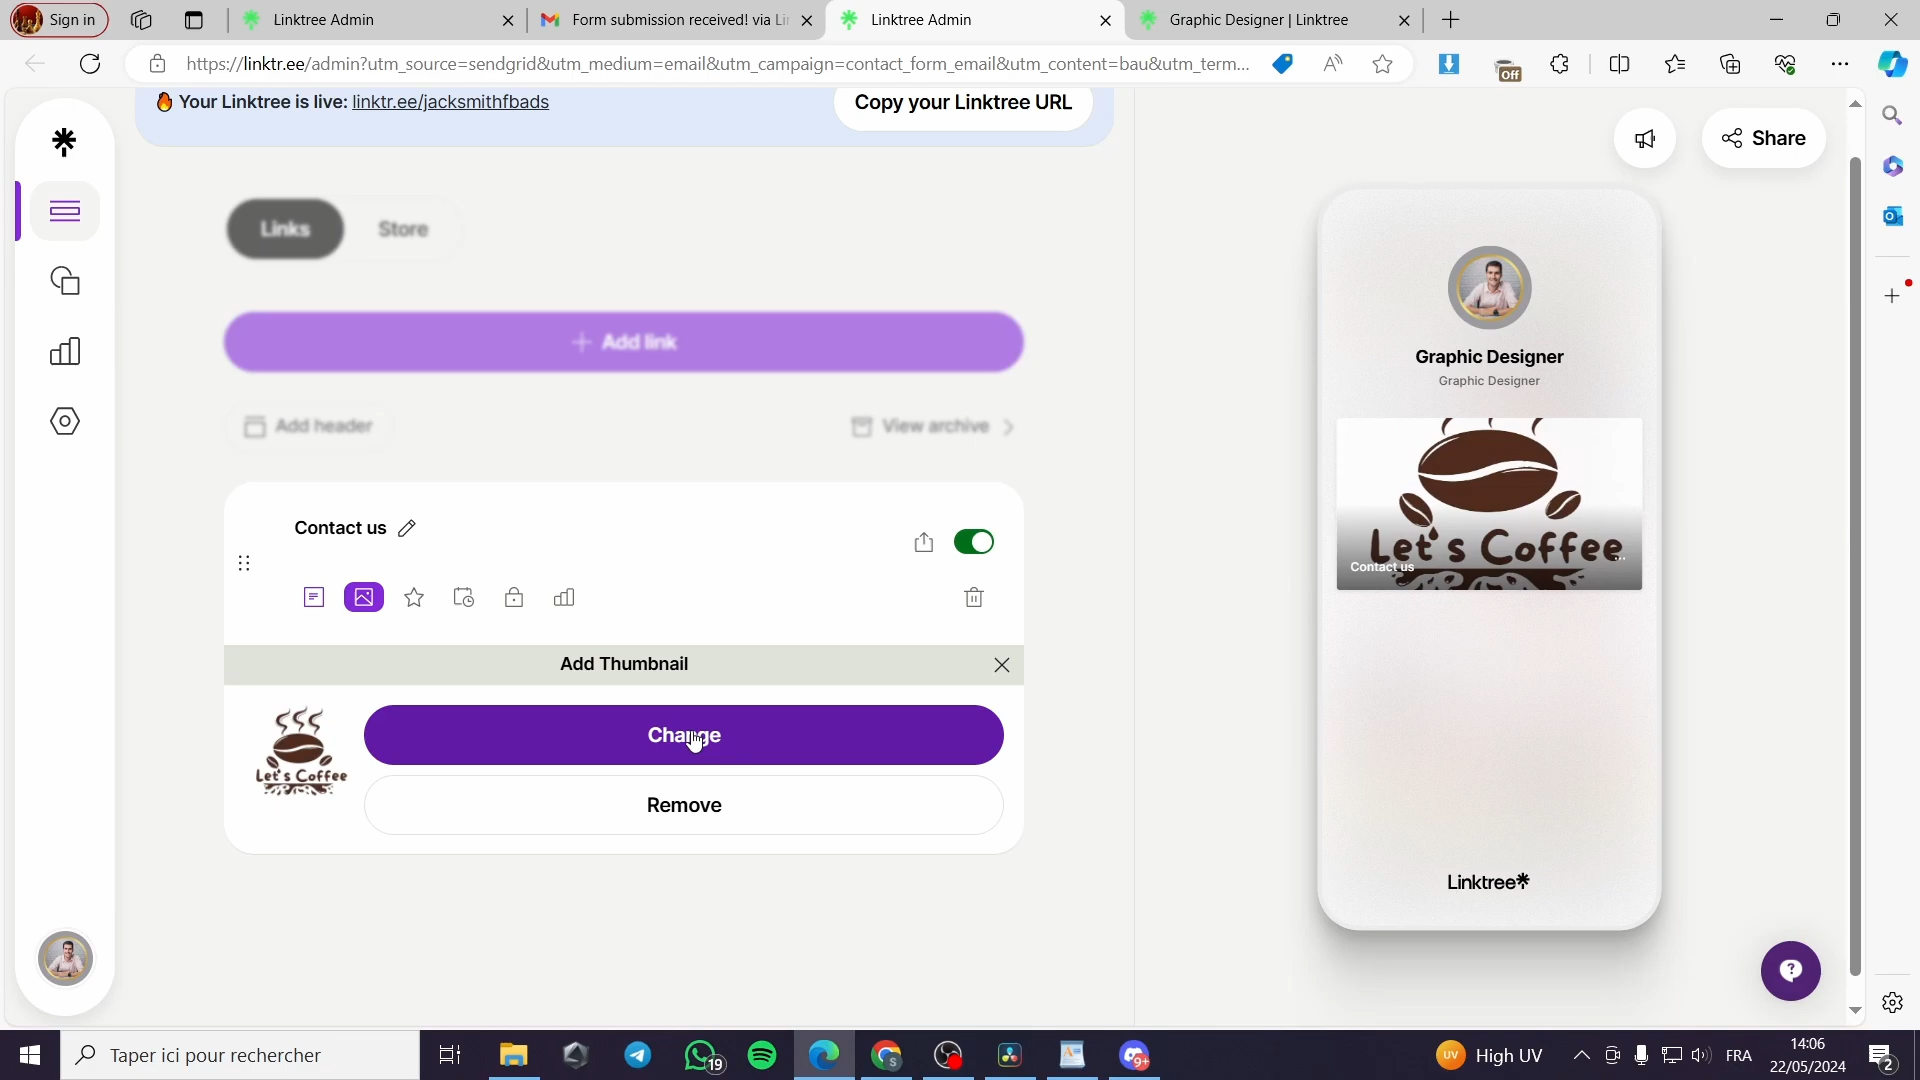 Sign in
Linktree Admin
Form submission received! via Li
Linktree Admin
Graphic Designer | Linktree
https://linktr.ee/admin?utm_source=sendgrid&utm_medium=email&utm_campaign=contact_form_email&utm_content=bau&utm_term...
Off
🔥 Your Linktree is live: linktr.ee/jacksmithfbads
Copy your Linktree URL
Share
Links
Store
+ Add link
Add header
View archive
Contact us
Add Thumbnail
Let's Coffee
Change
Remove
Graphic Designer
Graphic Designer
Let's Coffee
Contact us
Linktree
Taper ici pour rechercher
19
9+
UV
High UV
FRA
14:06
22/05/2024
2